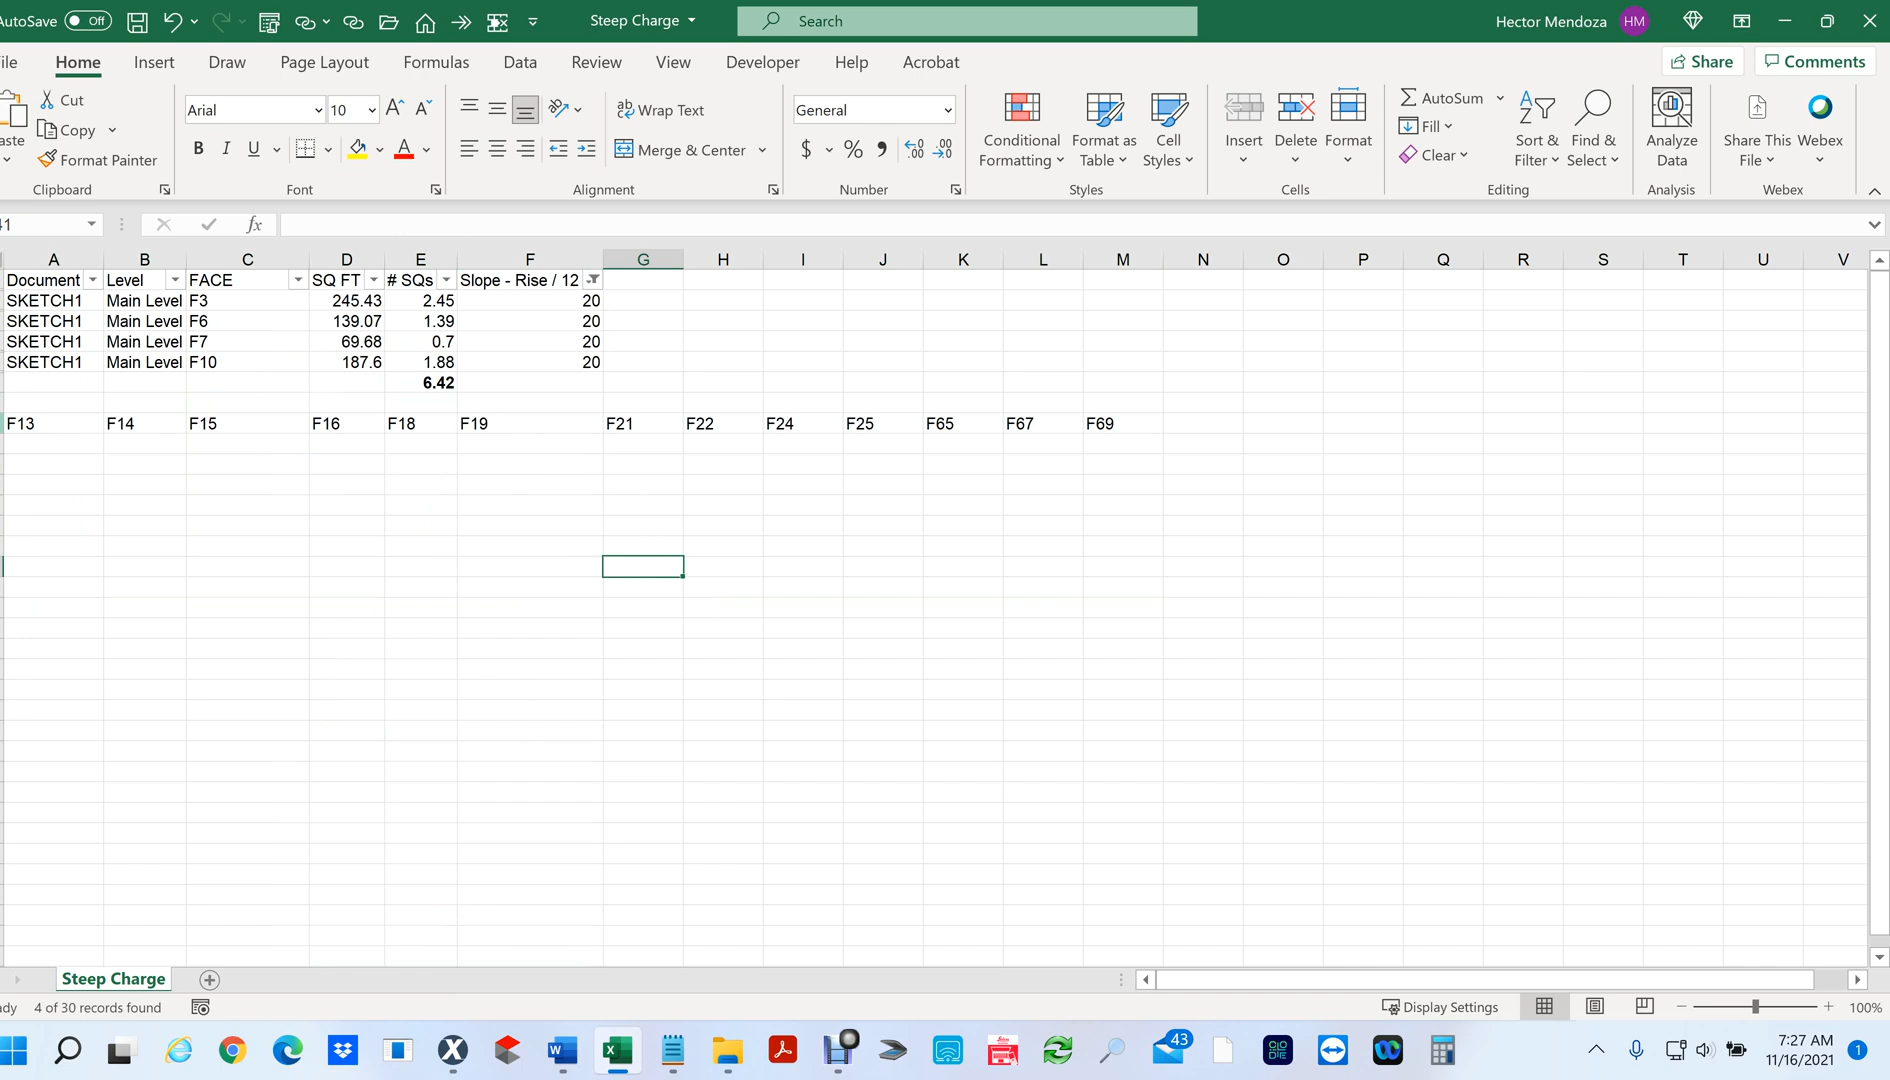 AutoSave Off Steep Charge Search Hector Mendoza HM
Home Insert Draw Page Layout Formulas Data Review View Developer Help Acrobat Share Comments
Cut
Copy
Format Painter
Clipboard
Arial 10
B I U A
Font
Wrap Text
Merge & Center
Alignment
General
$ %
Number
Conditional Formatting
Format as Table
Cell Styles
Styles
Insert Delete Format
Cells
AutoSum
Fill
Clear
Sort & Filter
Find & Select
Editing
Analyze Data
Analysis
Share This File
Webex
Webex
fx
A B C D E F G H I J K L M N O P Q R S T U V
Document Level FACE SQ FT # SQs Slope - Rise / 12
SKETCH1 Main Level F3 245.43 2.45 20
SKETCH1 Main Level F6 139.07 1.39 20
SKETCH1 Main Level F7 69.68 0.7 20
SKETCH1 Main Level F10 187.6 1.88 20
6.42
F13 F14 F15 F16 F18 F19 F21 F22 F24 F25 F65 F67 F69
Steep Charge
4 of 30 records found Display Settings 100%
43
7:27 AM
11/16/2021
1